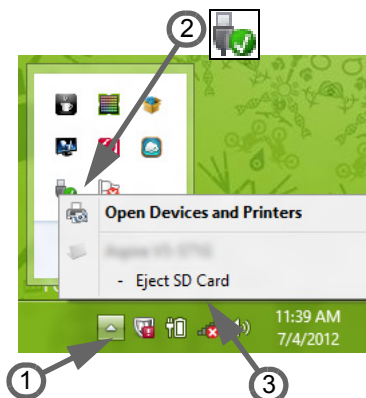 2
Open Devices and Printers
- Eject SD Card
11:39 AM
7/4/2012
1
3